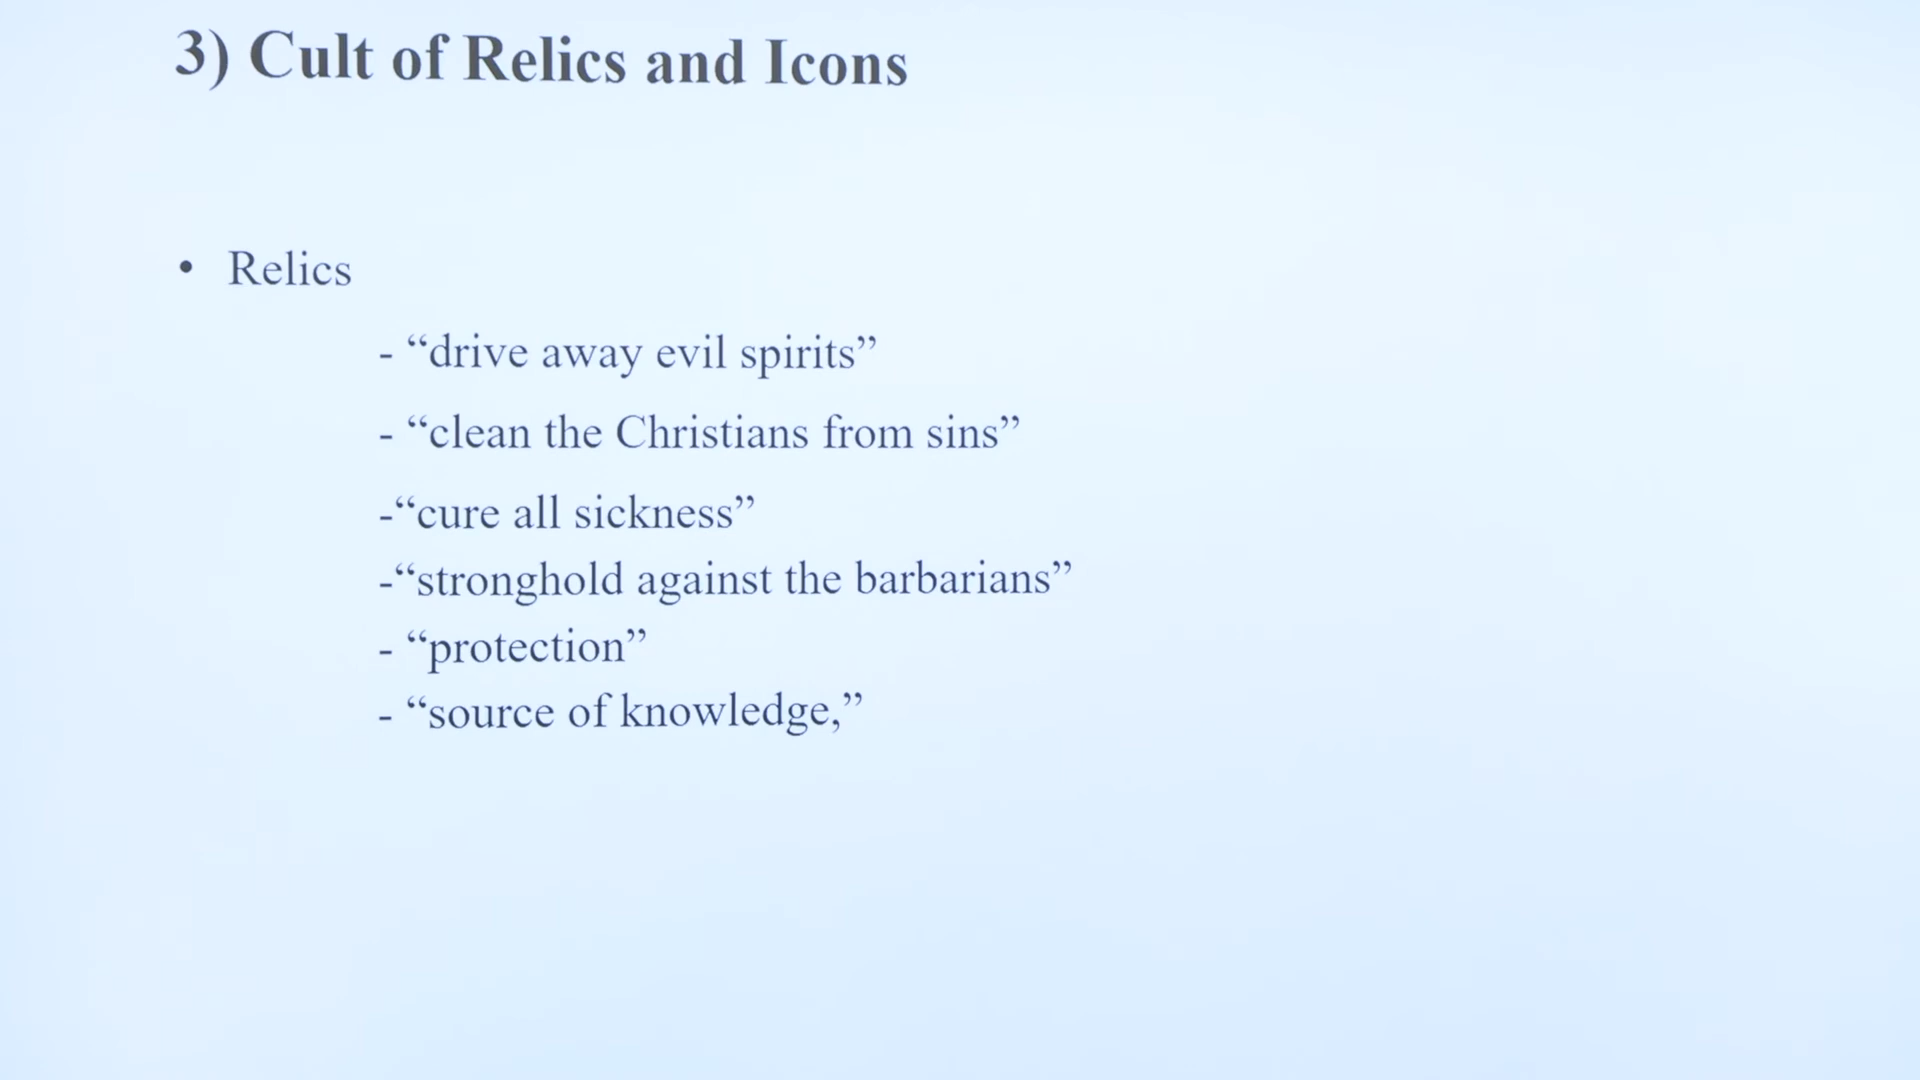 3) Cult of Relics and Icons
• Relics
- “drive away evil spirits”
- “clean the Christians from sins”
-“cure all sickness”
-“stronghold against the barbarians”
- “protection”
- “source of knowledge,”